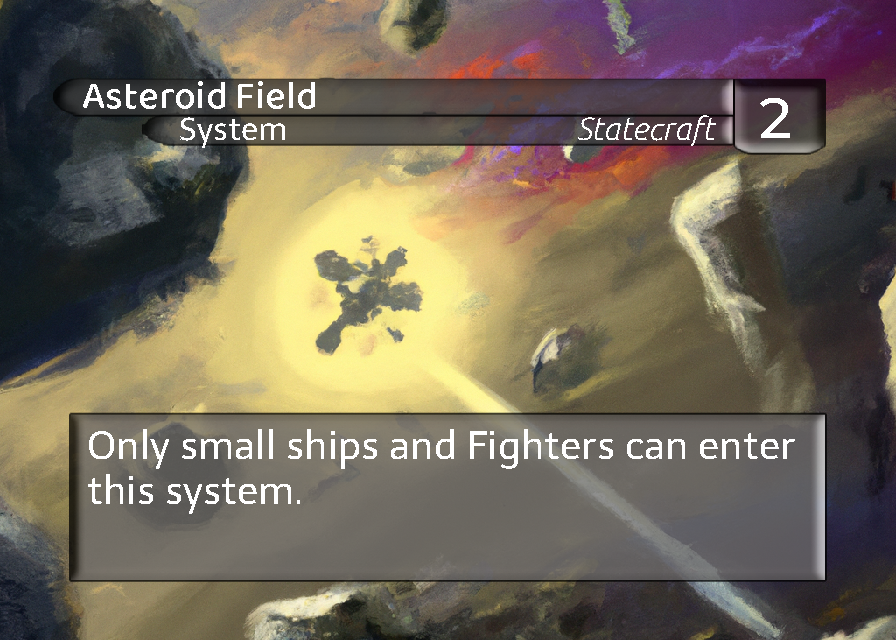 Asteroid Field
System
Statecraft
2
Only small ships and Fighters can enter
this system.